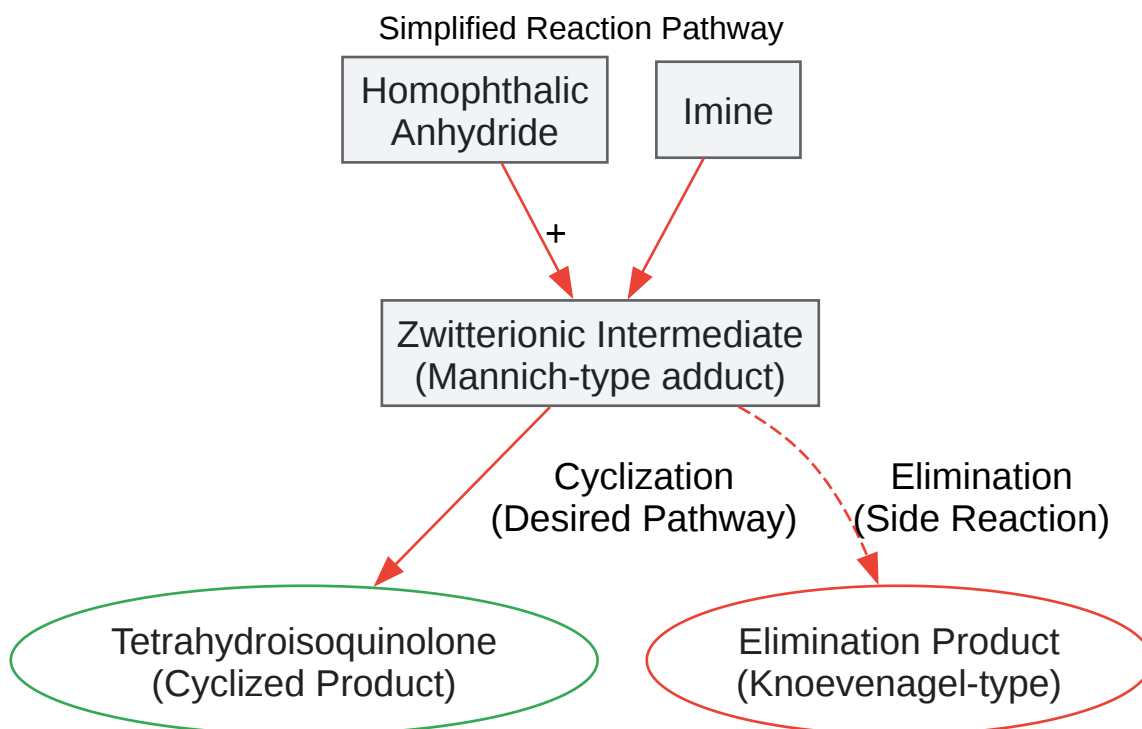 Simplified Reaction Pathway
Homophthalic
Anhydride
Imine
+
Zwitterionic Intermediate
(Mannich-type adduct)
Cyclization
(Desired Pathway)
Elimination
(Side Reaction)
Tetrahydroisoquinolone
(Cyclized Product)
Elimination Product
(Knoevenagel-type)